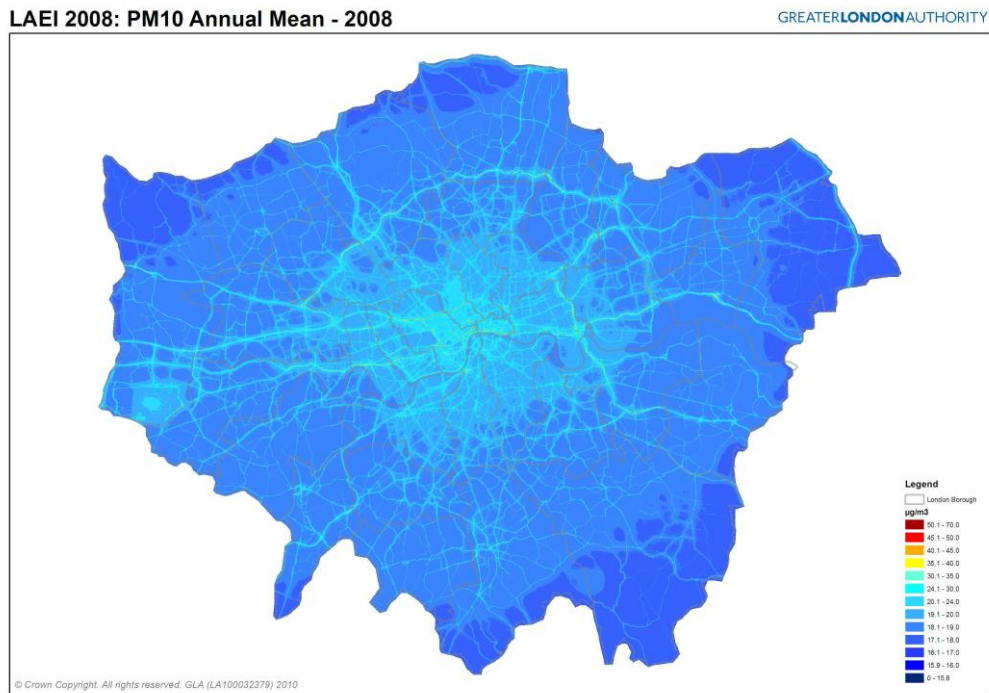 LAEI 2008: PM10 Annual Mean - 2008
GREATERLONDONAUTHORITY
Legend
London Borough
µg/m3
50.1 - 70.0
45.1 - 50.0
40.1 - 45.0
35.1 - 40.0
30.1 - 35.0
24.1 - 30.0
20.1 - 24.0
19.1 - 20.0
18.1 - 19.0
17.1 - 18.0
16.1 - 17.0
15.9 - 16.0
0 - 15.8
© Crown Copyright. All rights reserved. GLA (LA100032379) 2010